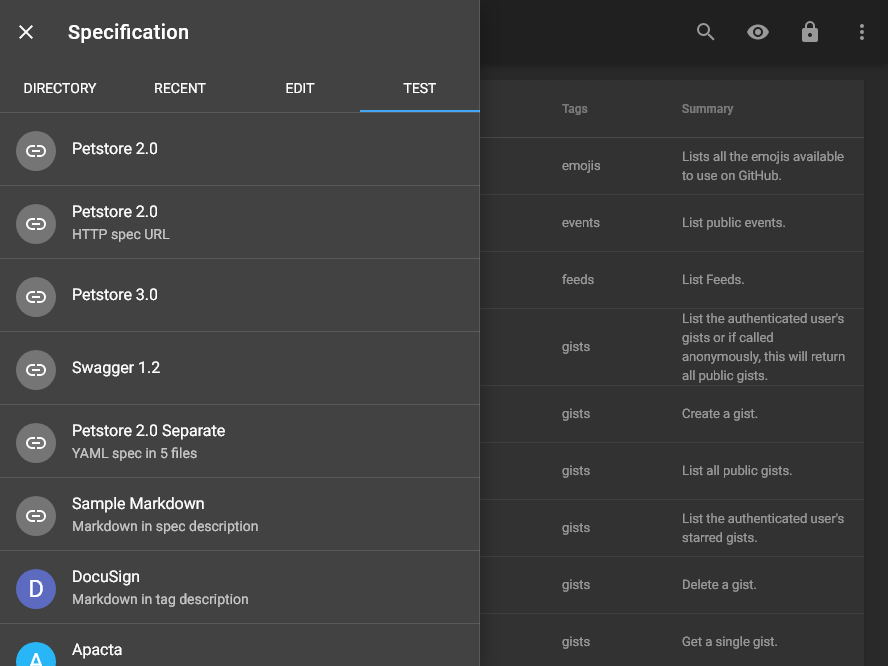 Specification
DIRECTORY RECENT EDIT TEST
Petstore 2.0
Petstore 2.0
HTTP spec URL
Petstore 3.0
Swagger 1.2
Petstore 2.0 Separate
YAML spec in 5 files
Sample Markdown
Markdown in spec description
D
DocuSign
Markdown in tag description
A
Apacta
Tags Summary
emojis
Lists all the emojis available
to use on GitHub.
events
List public events.
feeds
List Feeds.
gists
List the authenticated user's
gists or if called
anonymously, this will return
all public gists.
gists
Create a gist.
gists
List all public gists.
gists
List the authenticated user's
starred gists.
gists
Delete a gist.
gists
Get a single gist.